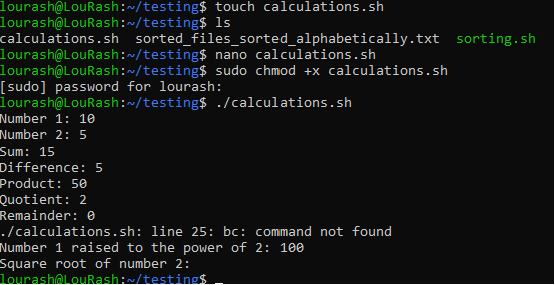 lourash@LouRash:~/testing$ touch calculations.sh
lourash@LouRash:~/testing$ ls
calculations.sh  sorted_files_sorted_alphabetically.txt  sorting.sh
lourash@LouRash:~/testing$ nano calculations.sh
lourash@LouRash:~/testing$ sudo chmod +x calculations.sh
[sudo] password for lourash:
lourash@LouRash:~/testing$ ./calculations.sh
Number 1: 10
Number 2: 5
Sum: 15
Difference: 5
Product: 50
Quotient: 2
Remainder: 0
./calculations.sh: line 25: bc: command not found
Number 1 raised to the power of 2: 100
Square root of number 2:
lourash@LouRash:~/testing$ _